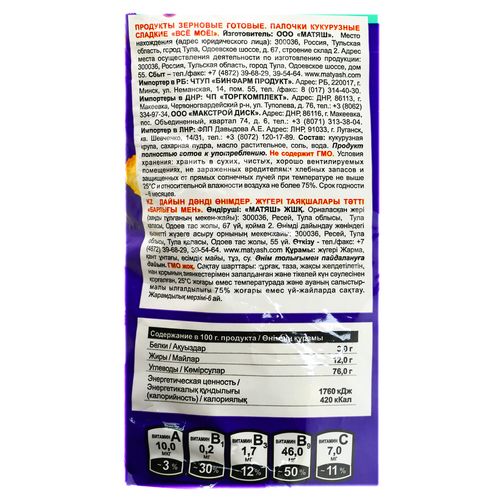 ПРОДУКТЫ ЗЕРНОВЫЕ ГОТОВЫЕ. ПАЛОЧКИ КУКУРУЗНЫЕ
СЛАДКИЕ «ВСЁ МОЁ!». Изготовитель: ООО «МАТЯШ». Место
нахождения (адрес юридического лица): 300036, Россия, Тульская
область, город Тула, Одоевское шоссе, д. 67, строение склад 2. Адрес
места осуществления деятельности по изготовлению продукции:
300036, Россия, Тульская область, город Тула, Одоевское шоссе, дом
55. Сбыт – тел./факс: +7 (4872) 39-68-29, 39-54-64. www.matyash.com
Импортер в РБ: ЧТУП «БИНФАРМ ПРОДУКТ». Адрес РБ, 220017, г.
Минск, ул. Неманская, 14, пом. 55, тел./факс: 8 (017) 314-40-30.
Импортеры в ДНР: ЧП «ТОРГКОМПЛЕКТ». Адрес ДНР, 86113, г.
Макеевка, Червоногвардейский р-н, ул. Туполева, д. 76, тел. +3 (8062)
334-97-34, ООО «МАКСТРОЙ ДИСК». Адрес ДНР, 86116, г. Макеевка,
пос. Объединенный, квартал 74, д. 6, тел.: +3 (8071) 313-38-04.
Импортер в ЛНР: ФЛП Давыдова А.Е. Адрес ЛНР, 91033, г. Луганск,
кв. Шевченко, 14/31, тел.: +3 (8072) 120-17-89. Состав: кукурузная
крупа, сахарная пудра, масло растительное, соль, вода. Продукт
полностью готов к употреблению. Не содержит ГМО. Условия
хранения: хранить в сухих, чистых, хорошо вентилируемых
помещениях, не зараженных вредителями хлебных запасов и
защищенных от прямых солнечных лучей при температуре не выше
25°С и относительной влажности воздуха не более 75%. Срок годности
– 6 месяцев.
KZ ДАЙЫН ДӘНДІ ӨНІМДЕР. ЖҮГЕРІ ТАЯҚШАЛАРЫ ТӘТТІ
«БАРЛЫҒЫ МЕН». Өндіруші: «МАТЯШ» ЖШҚ. Орналасқан жері
(заңды тұлғаның мекен-жайы): 300036, Ресей, Тула облысы, Тула
қаласы, Одоев тас жолы, 67 үй, қойма 2. Өнімді өндіру бойынша қызметті
жүзеге асыру орнының мекен-жайы: 300036, Ресей, Тула облысы,
Тула қаласы, Одоев тас жолы, 55 үй. Өткізу - тел./факс: +7
(4872) 39-68-29, 39-54-64. www.matyash.com. Құрамы: жүгері Жарма,
қант ұнтағы, өсімдік майы, тұз, су. Өнім толығымен пайдалануға
дайын. ГМО жоқ. Сақтау шарттары: құрғақ, таза, жақсы желдетілетін,
нан қорларының зиянкестерімен залалданбаған және тікелей күн сәулесінен
қорғалған, 25°С жоғары емес температурада және ауаның салыстыр-
малы ылғалдылығы 75% жоғары емес үй-жайларда сақтау.
Жарамдылық мерзімі-6 ай.
Содержание в 100 г. продукта / Өнімнің құрамы
Белки / Ақуыздар
Жиры / Майлар 12,0 г
Углеводы / Көмірсулар 76,0 г
Энергетическая ценность /
Энергетикалық құндылығы 1760 кДж
(калорийность) / калориялық 420 кКал
ВИТАМИН ВИТАМИН ВИТАМИН ВИТАМИН ВИТАМИН
A B1 B3 B9 C
10,0 МКГ 0,2 МГ 1,7 МГ 46,0 МКГ 7,0 МГ
~3% ~30% ~12% ~50% ~11%